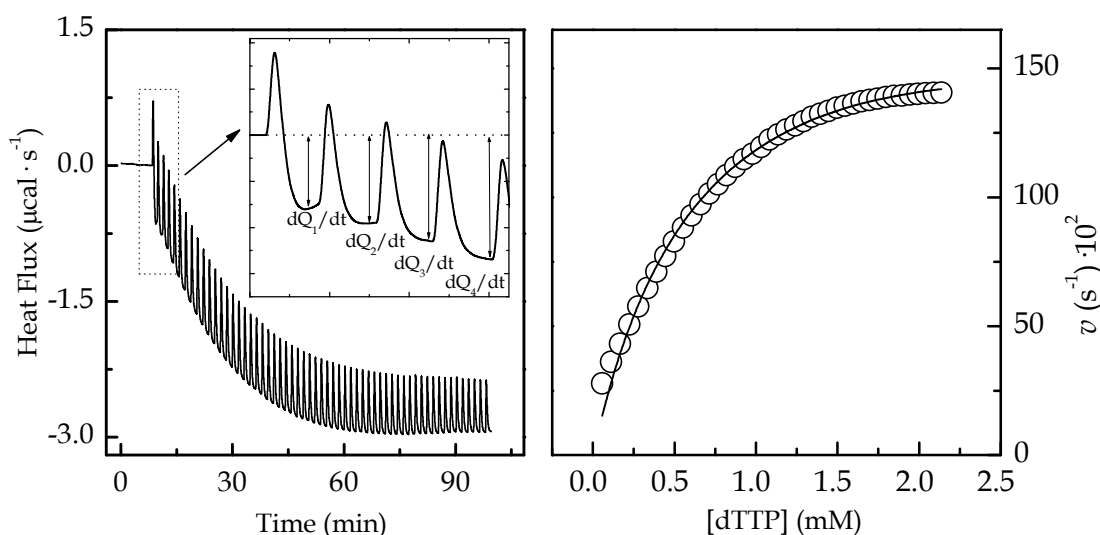 1.5
0.0
-1.5
-3.0
Heat Flux (μcal · s⁻¹)
0
30
60
90
Time (min)
dQ₁/dt
dQ₂/dt
dQ₃/dt
dQ₄/dt
150
100
50
0
v (s⁻¹) ·10²
0.0
0.5
1.0
1.5
2.0
2.5
[dTTP] (mM)